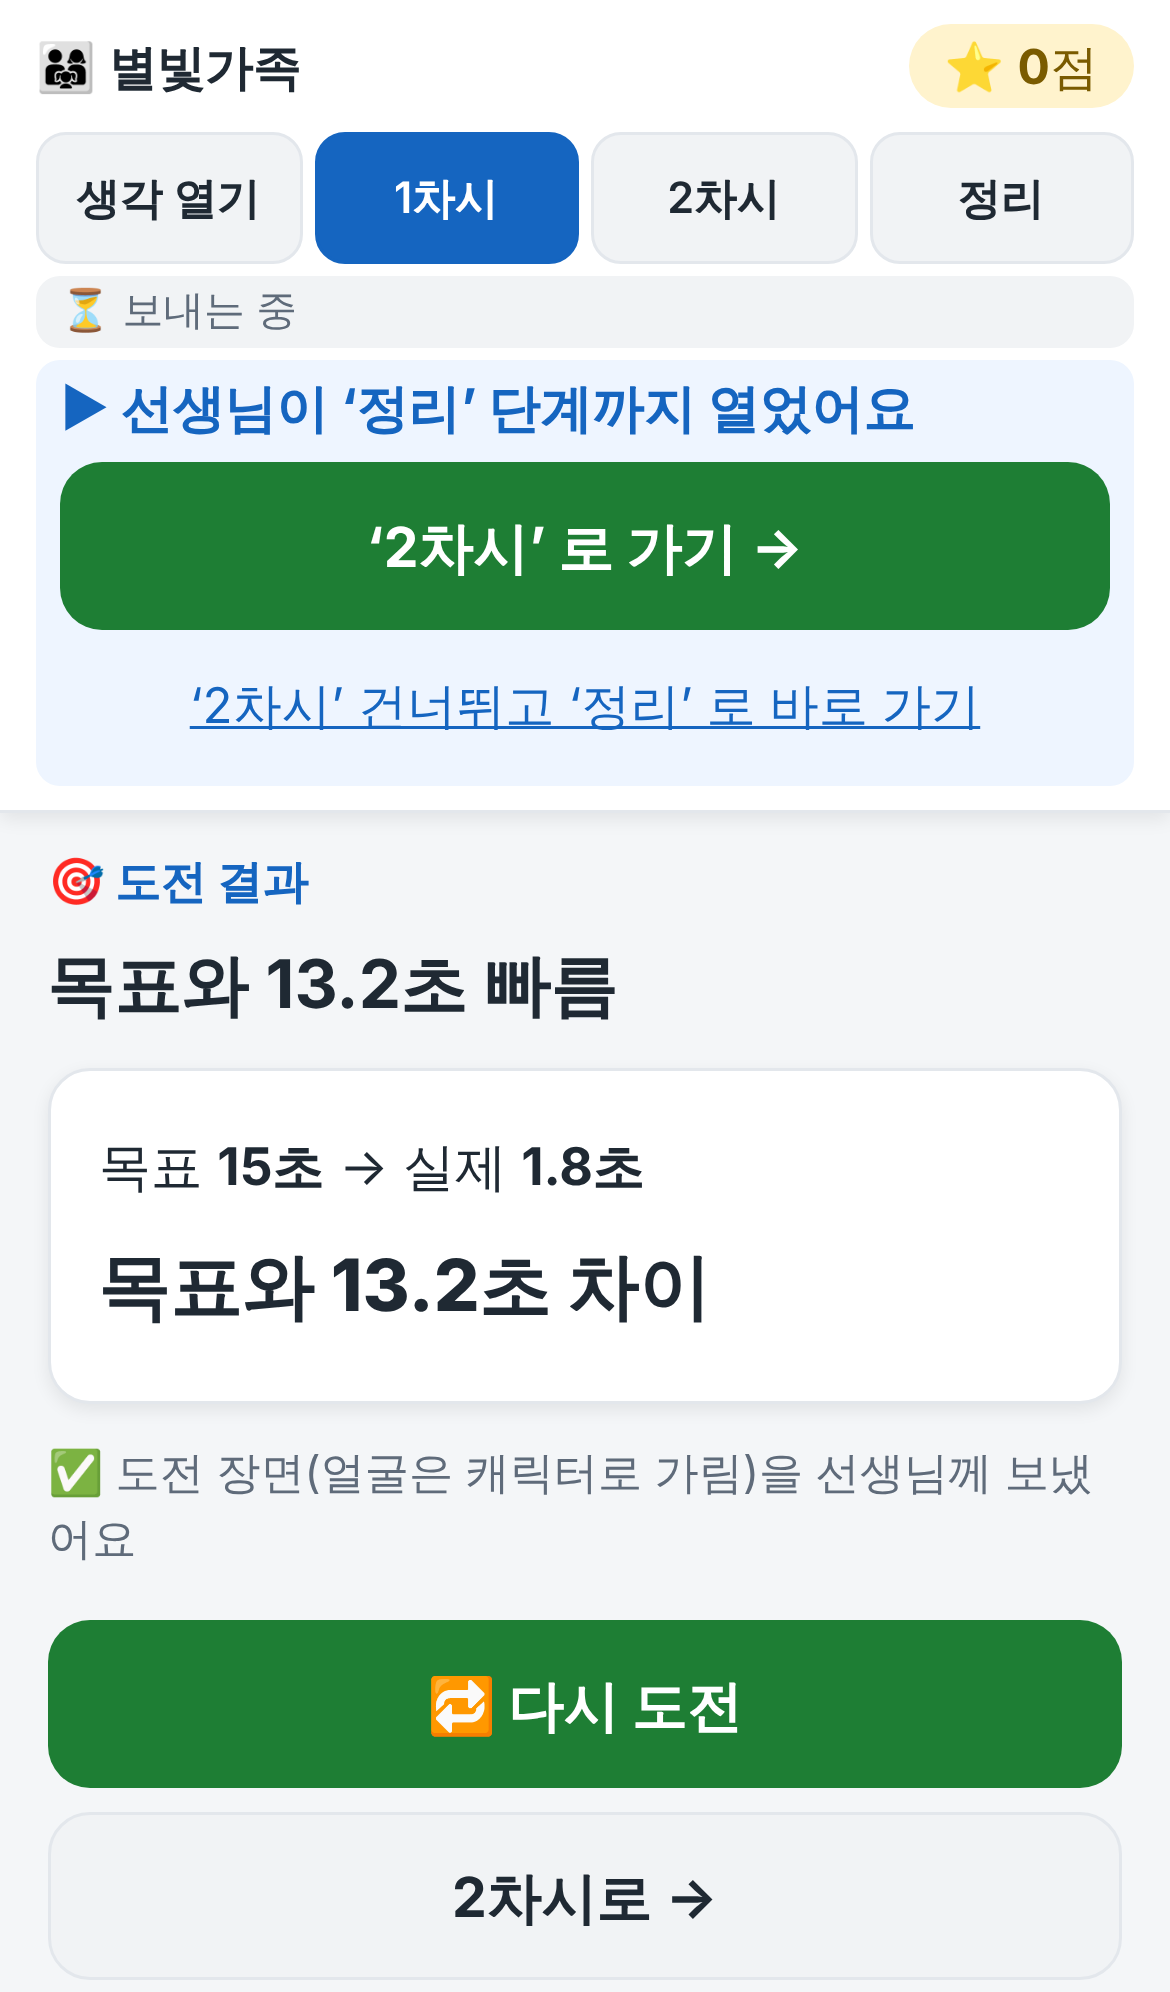 별빛가족
⭐ 0점
생각 열기
1차시
2차시
정리
⏳ 보내는 중
▶ 선생님이 ‘정리’ 단계까지 열었어요
‘2차시’ 로 가기 →
‘2차시’ 건너뛰고 ‘정리’ 로 바로 가기
🎯 도전 결과
목표와 13.2초 빠름
목표 15초 → 실제 1.8초
목표와 13.2초 차이
✅ 도전 장면(얼굴은 캐릭터로 가림)을 선생님께 보냈
어요
🔁 다시 도전
2차시로 →